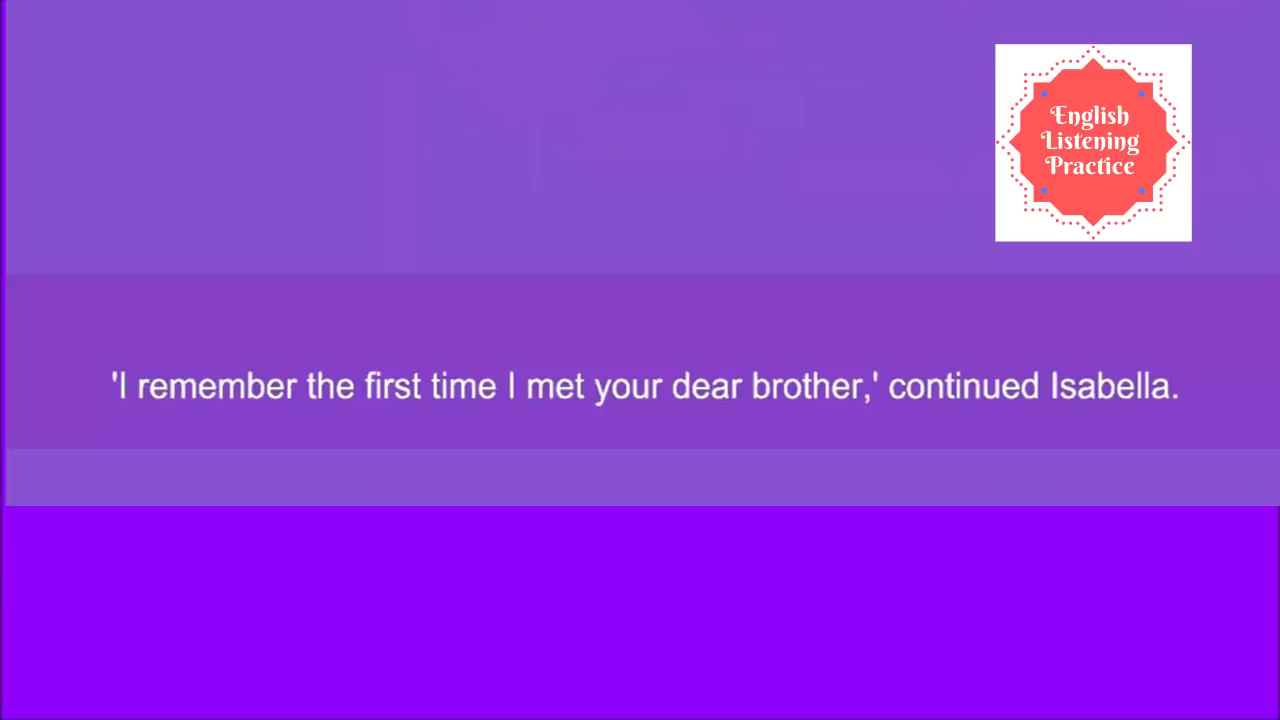 English
Listening
Practice
'I remember the first time I met your dear brother,' continued Isabella.